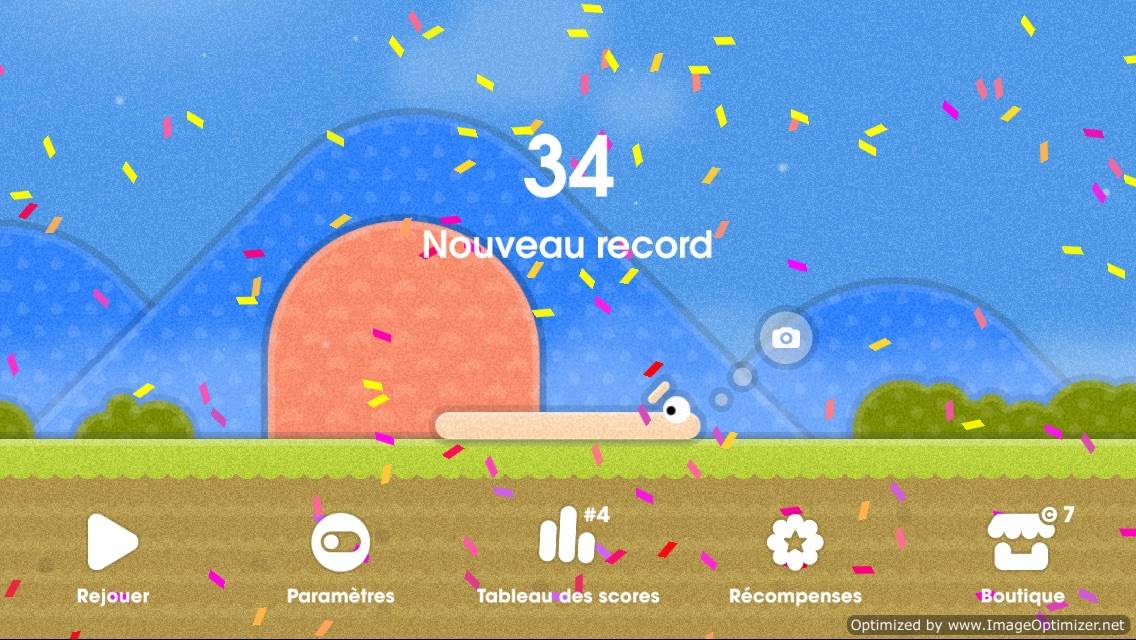 34
Nouveau record
#4
© 7
Rejouer
Paramètres
Tableau des scores
Récompenses
Boutique
Optimized by www.ImageOptimizer.net